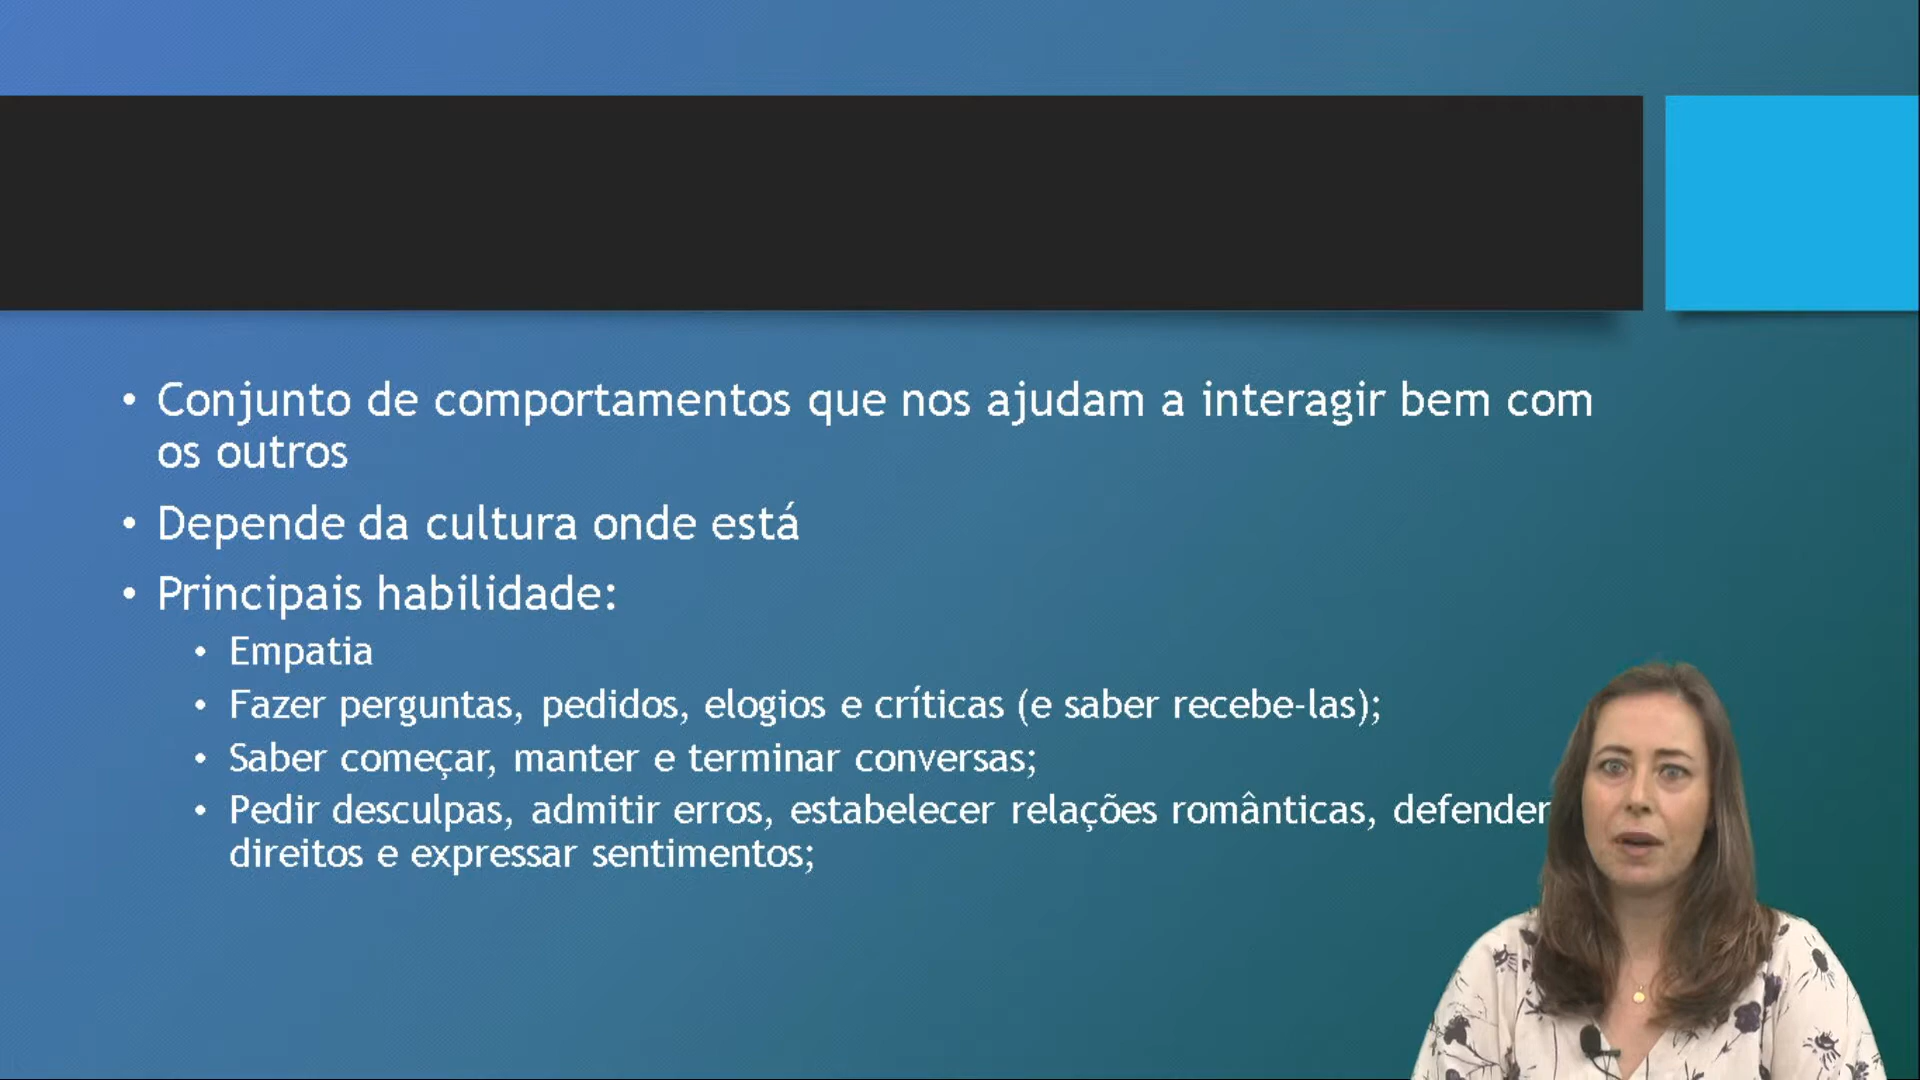 • Conjunto de comportamentos que nos ajudam a interagir bem com
os outros
• Depende da cultura onde está
• Principais habilidade:
• Empatia
• Fazer perguntas, pedidos, elogios e críticas (e saber recebe-las);
• Saber começar, manter e terminar conversas;
• Pedir desculpas, admitir erros, estabelecer relações românticas, defender
direitos e expressar sentimentos;